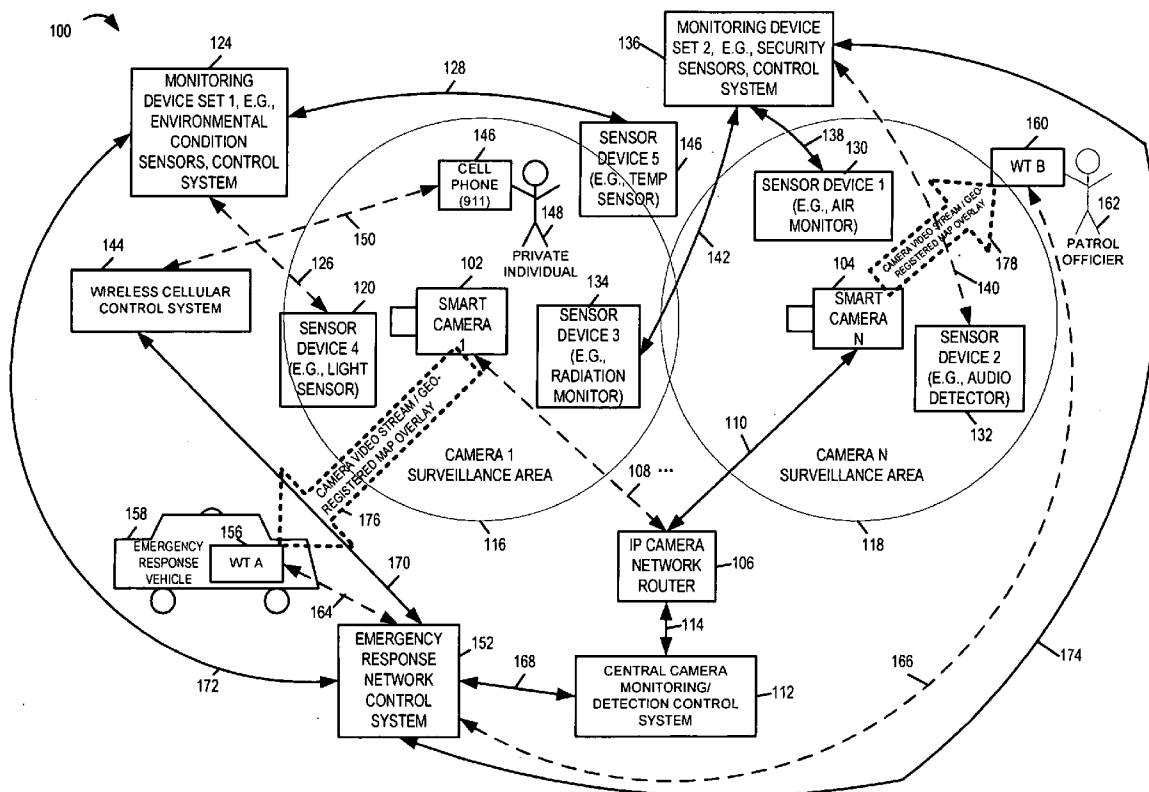 100
124
MONITORING
DEVICE SET 1, E.G.,
ENVIRONMENTAL
CONDITION
SENSORS, CONTROL
SYSTEM
128
136
MONITORING DEVICE
SET 2, E.G., SECURITY
SENSORS, CONTROL
SYSTEM
146
CELL
PHONE
(911)
148
PRIVATE
INDIVIDUAL
SENSOR
DEVICE 5
(E.G., TEMP
SENSOR)
146
138
130
SENSOR DEVICE 1
(E.G., AIR
MONITOR)
160
WT B
162
PATROL
OFFICIER
150
142
144
WIRELESS CELLULAR
CONTROL SYSTEM
126
120
SENSOR
DEVICE 4
(E.G., LIGHT
SENSOR)
102
SMART
CAMERA
1
134
SENSOR
DEVICE 3
(E.G.,
RADIATION
MONITOR)
104
SMART
CAMERA
N
CAMERA VIDEO STREAM / GEO-
REGISTERED MAP OVERLAY
178
140
SENSOR
DEVICE 2
(E.G., AUDIO
DETECTOR)
132
CAMERA VIDEO STREAM / GEO-
REGISTERED MAP OVERLAY
176
CAMERA 1
SURVEILLANCE AREA
116
108 ...
110
CAMERA N
SURVEILLANCE AREA
118
158
EMERGENCY
RESPONSE
VEHICLE
156
WT A
164
170
IP CAMERA
NETWORK
ROUTER
106
114
172
EMERGENCY
RESPONSE
NETWORK
CONTROL
SYSTEM
152
168
CENTRAL CAMERA
MONITORING/
DETECTION CONTROL
SYSTEM
112
166
174